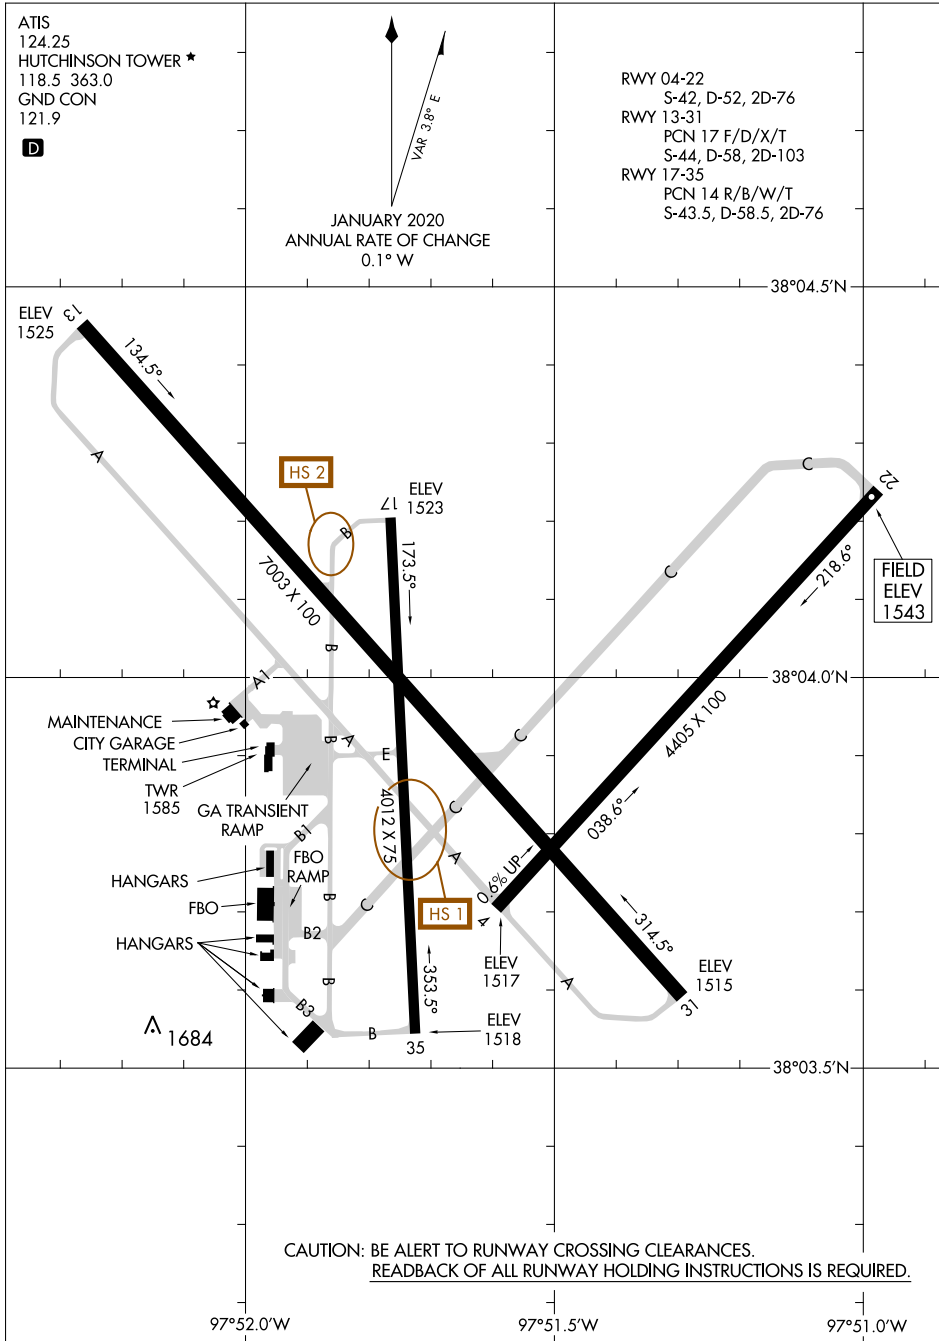 ATIS
124.25
HUTCHINSON TOWER ★
118.5 363.0
GND CON
121.9
D
VAR 3.8° E
JANUARY 2020
ANNUAL RATE OF CHANGE
0.1° W
RWY 04-22
S-42, D-52, 2D-76
RWY 13-31
PCN 17 F/D/X/T
S-44, D-58, 2D-103
RWY 17-35
PCN 14 R/B/W/T
S-43.5, D-58.5, 2D-76
38°04.5'N
ELEV
1525
13
134.5°
A
HS 2
B
17
ELEV
1523
173.5°
7003 X 100
C
C
22
218.6°
FIELD
ELEV
1543
B
38°04.0'N
A1
MAINTENANCE
CITY GARAGE
TERMINAL
TWR
1585
GA TRANSIENT
RAMP
B
A
E
C
4405 X 100
4012 X 75
C
038.6°
B1
HANGARS
FBO
RAMP
FBO
B
C
A
0.6% UP
4
HS 1
HANGARS
B2
ELEV
1517
314.5°
ELEV
1515
31
B
353.5°
A
B3
1684
B
35
ELEV
1518
38°03.5'N
CAUTION: BE ALERT TO RUNWAY CROSSING CLEARANCES.
READBACK OF ALL RUNWAY HOLDING INSTRUCTIONS IS REQUIRED.
97°52.0'W
97°51.5'W
97°51.0'W